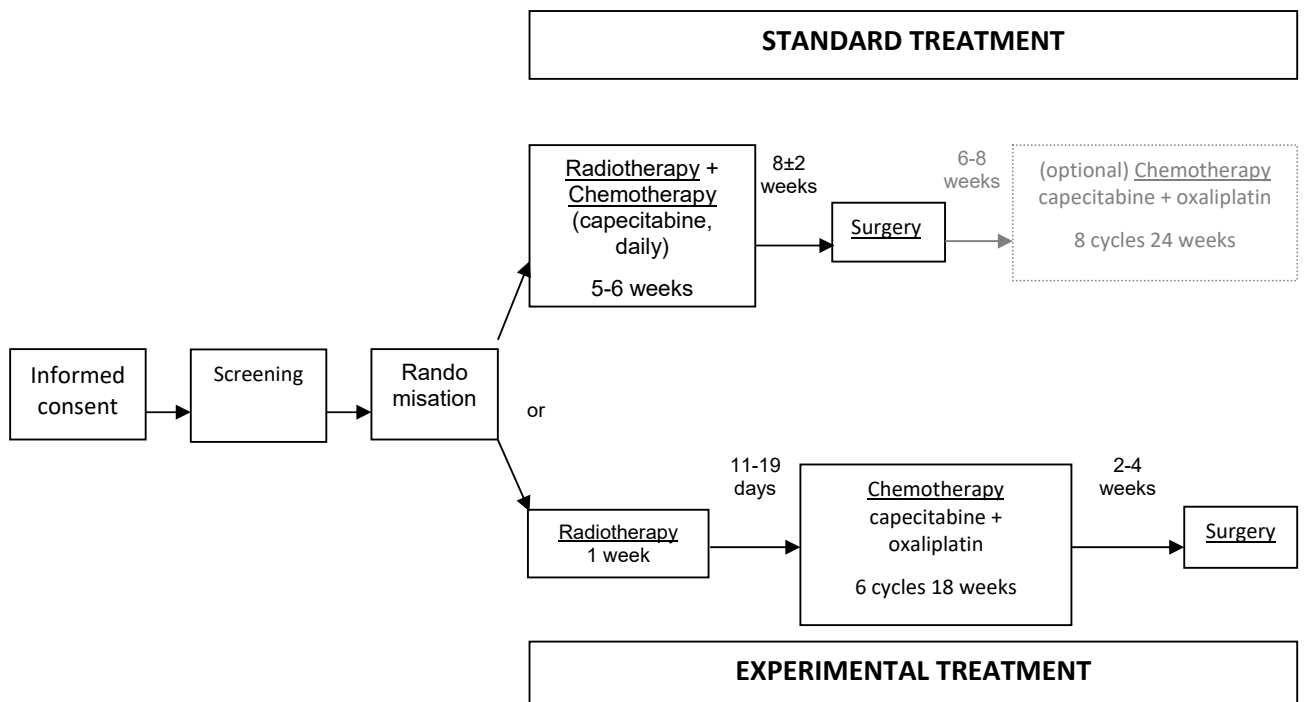 STANDARD TREATMENT
Radiotherapy +
Chemotherapy
(capecitabine,
daily)
5-6 weeks
8±2
weeks
Surgery
6-8
weeks
(optional) Chemotherapy
capecitabine + oxaliplatin
8 cycles 24 weeks
Informed
consent
Screening
Rando
misation
or
Radiotherapy
1 week
11-19
days
Chemotherapy
capecitabine +
oxaliplatin
6 cycles 18 weeks
2-4
weeks
Surgery
EXPERIMENTAL TREATMENT